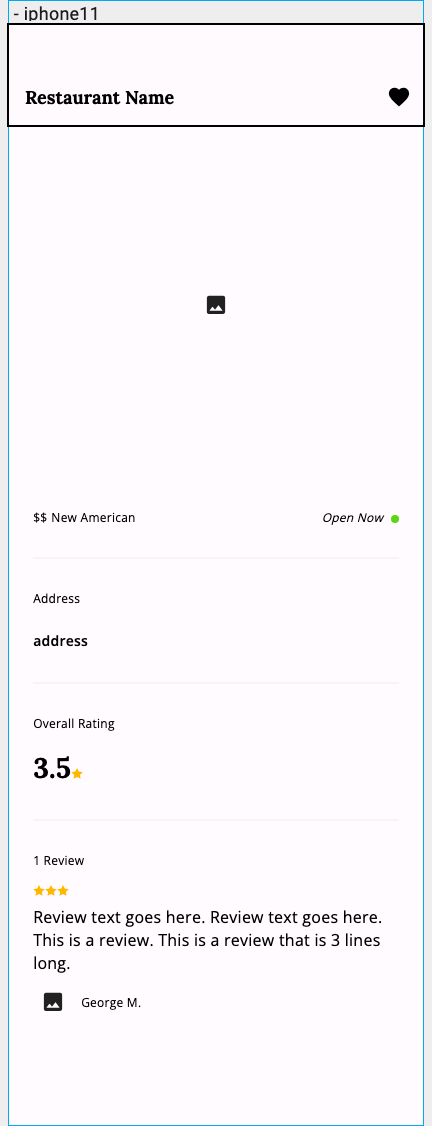 - iphone11
Restaurant Name
$$ New American
Open Now
Address
address
Overall Rating
3.5
1 Review
Review text goes here. Review text goes here.
This is a review. This is a review that is 3 lines
long.
George M.